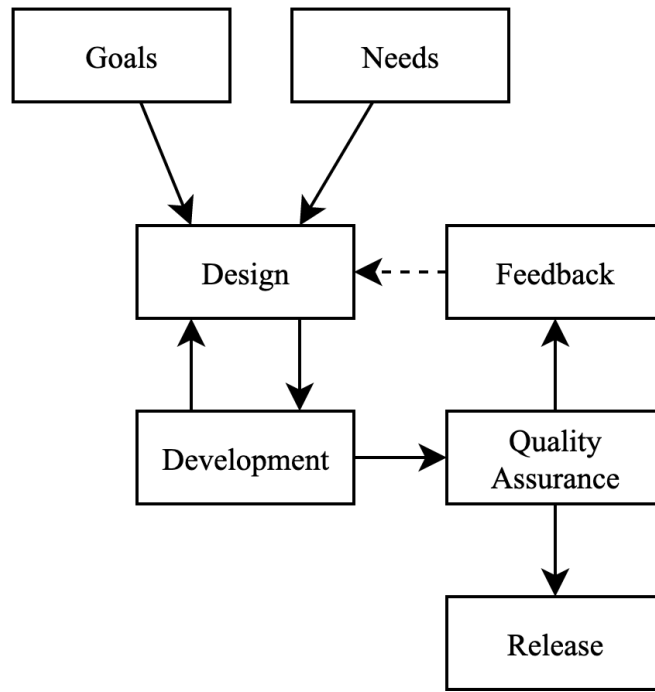 Goals
Needs
Design
Feedback
Development
Quality
Assurance
Release